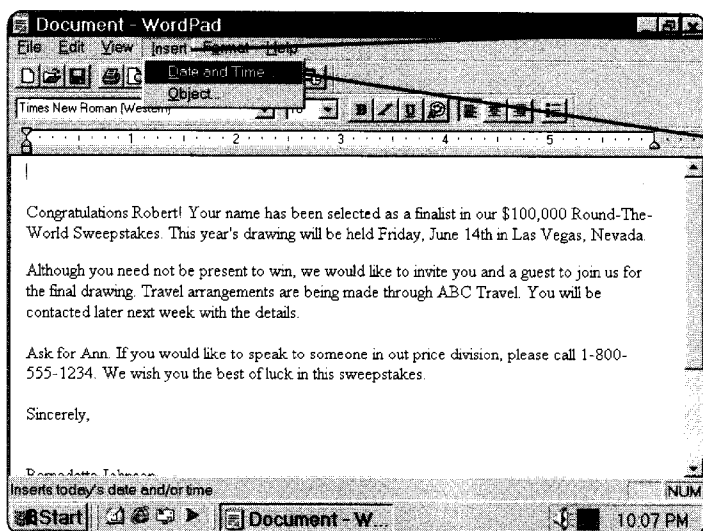 Document - WordPad
File Edit View Insert Format Help
Date and Time...
Object...
Times New Roman (Western) 10
1 2 3 4 5
Congratulations Robert! Your name has been selected as a finalist in our $100,000 Round-The-
World Sweepstakes. This year's drawing will be held Friday, June 14th in Las Vegas, Nevada.
Although you need not be present to win, we would like to invite you and a guest to join us for
the final drawing. Travel arrangements are being made through ABC Travel. You will be
contacted later next week with the details.
Ask for Ann. If you would like to speak to someone in out price division, please call 1-800-
555-1234. We wish you the best of luck in this sweepstakes.
Sincerely,
Inserts today's date and/or time
NUM
Start Document - W... 10:07 PM